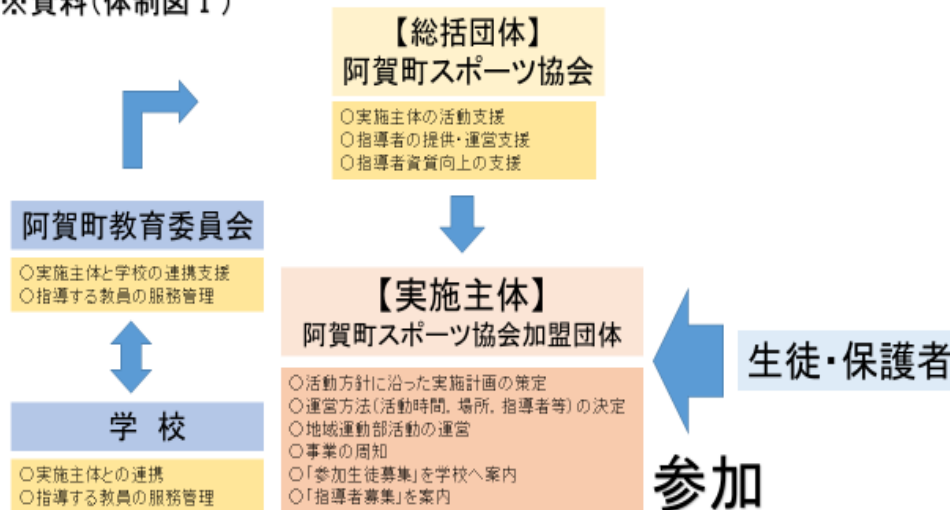 ※資料(体制図1)
【総括団体】
阿賀町スポーツ協会
○実施主体の活動支援
○指導者の提供・運営支援
○指導者資質向上の支援
阿賀町教育委員会
○実施主体と学校の連携支援
○指導する教員の服務管理
学 校
○実施主体との連携
○指導する教員の服務管理
【実施主体】
阿賀町スポーツ協会加盟団体
○活動方針に沿った実施計画の策定
○運営方法(活動時間, 場所, 指導者等)の決定
○地域運動部活動の運営
○事業の周知
○「参加生徒募集」を学校へ案内
○「指導者募集」を案内
生徒・保護者
参加